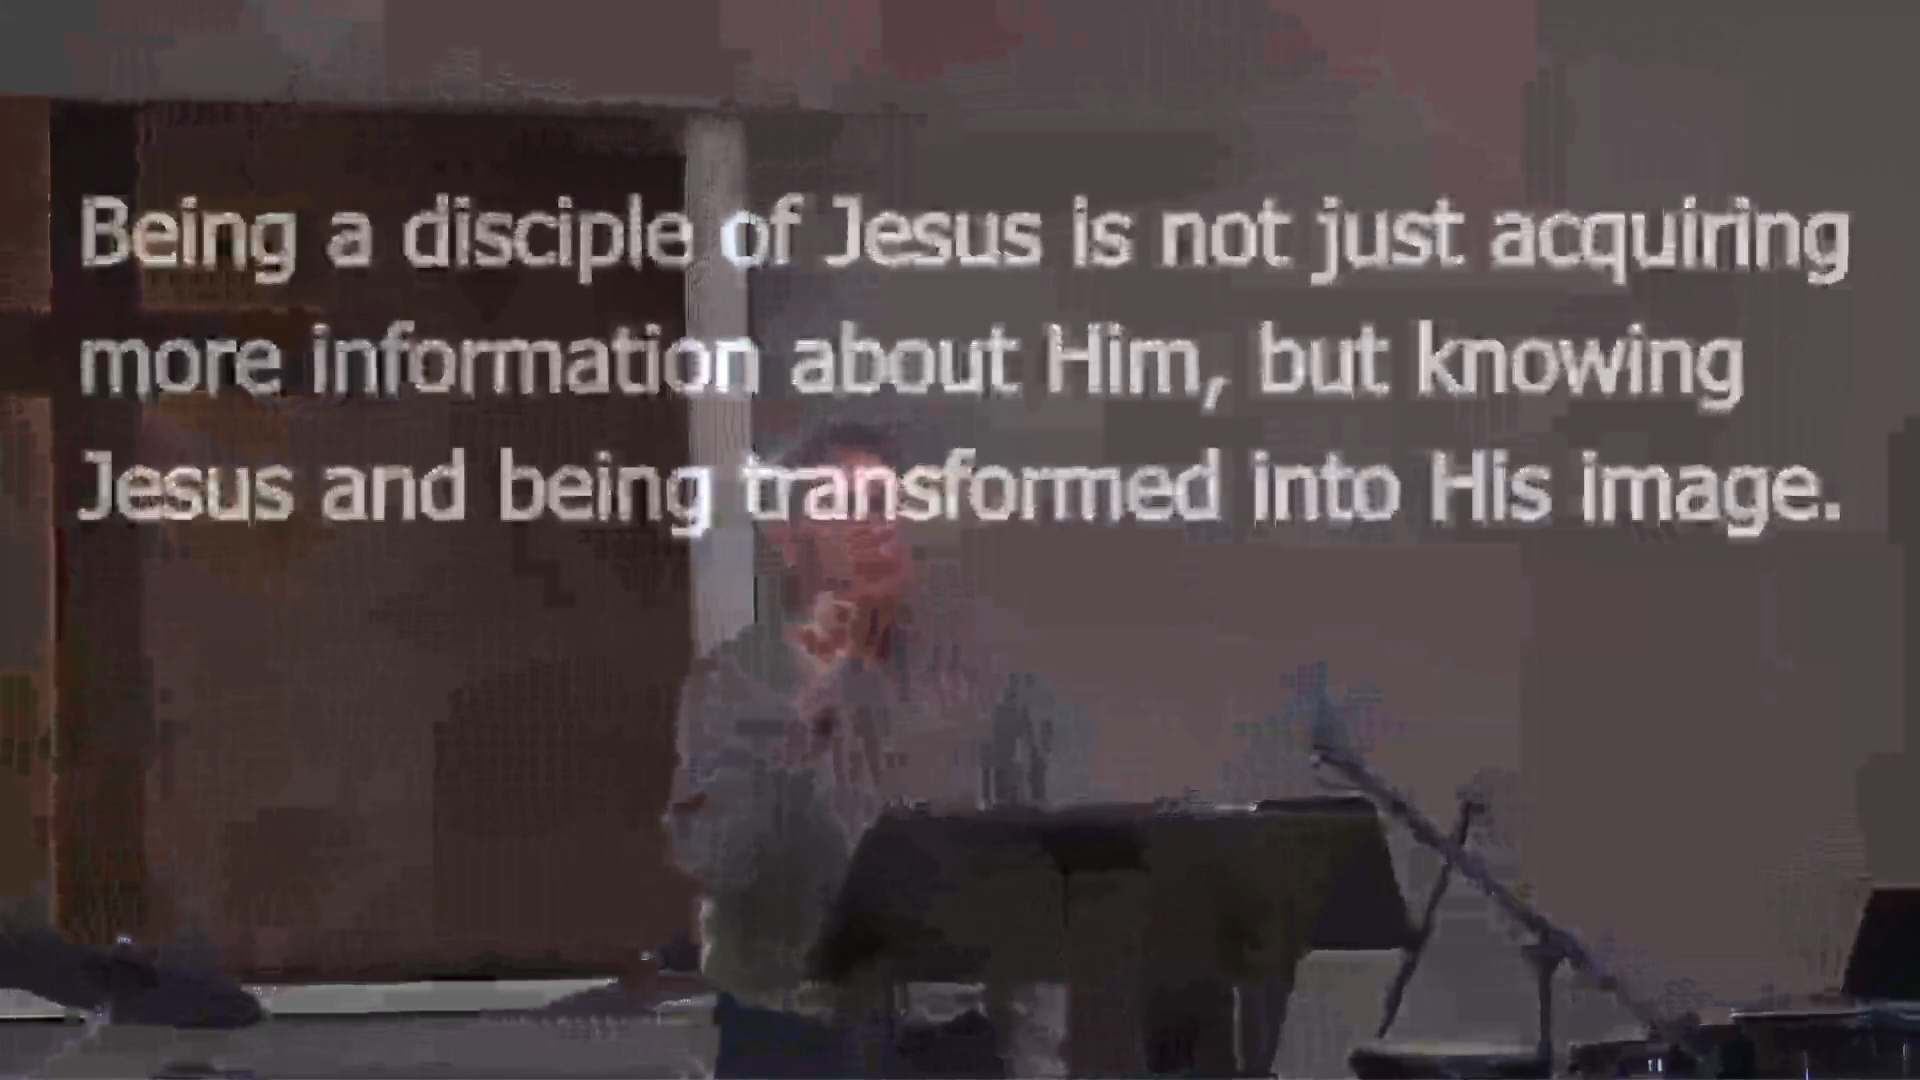 Being a disciple of Jesus is not just acquiring
more information about Him, but knowing
Jesus and being transformed into His image.